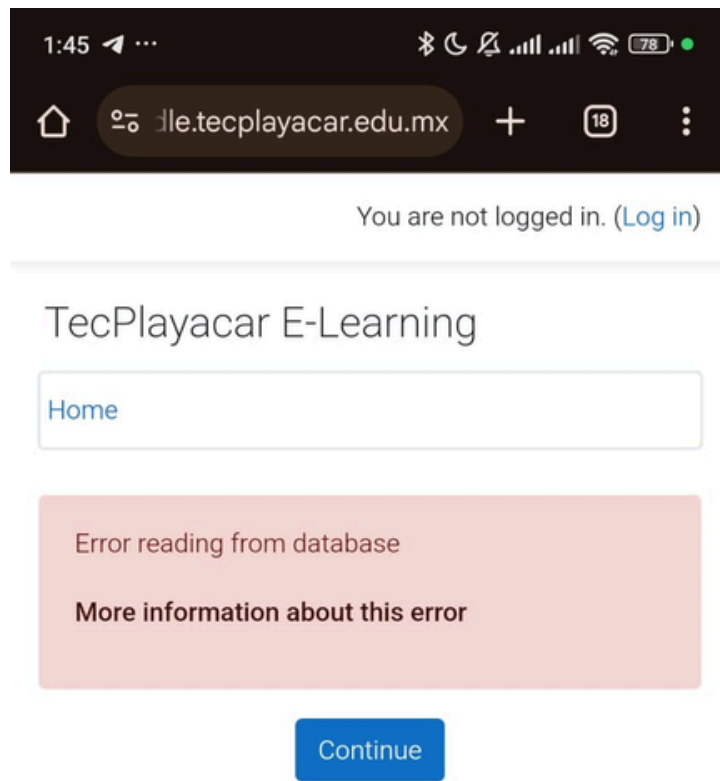 1:45
78
dle.tecplayacar.edu.mx
18
You are not logged in. (Log in)
TecPlayacar E-Learning
Home
Error reading from database
More information about this error
Continue